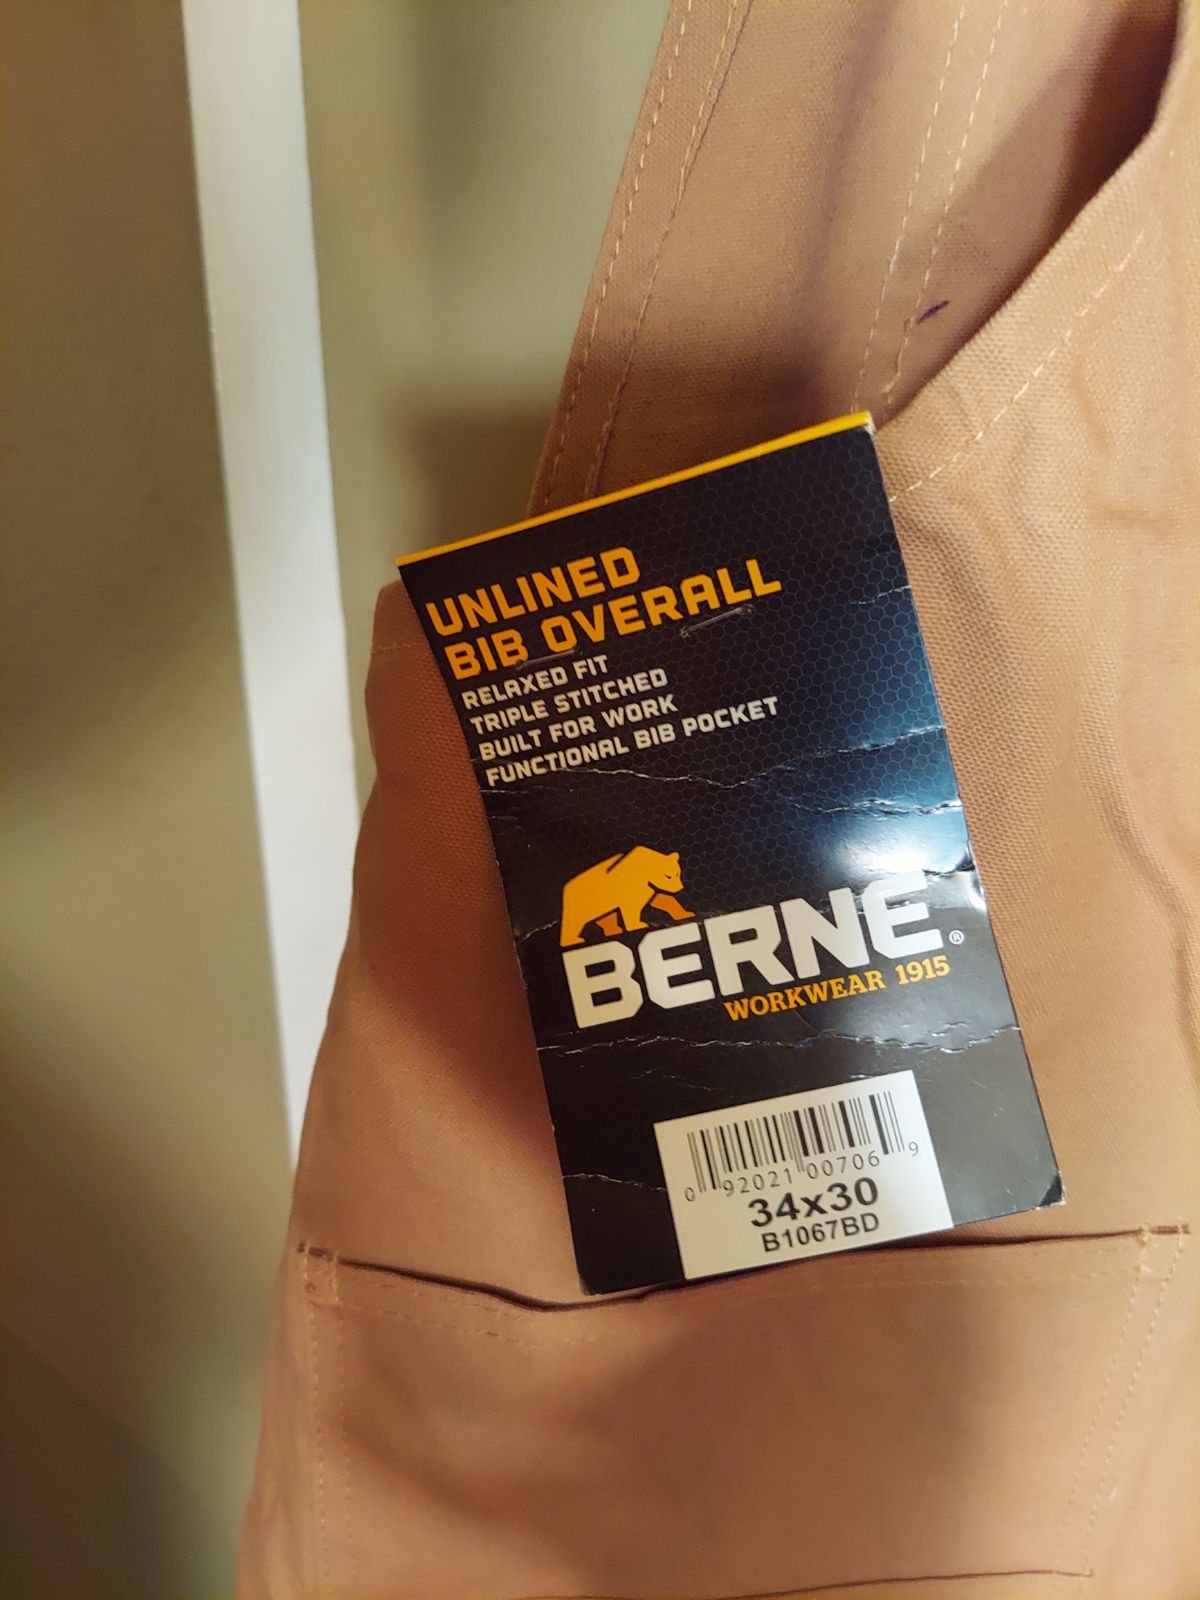 UNLINED
BIB OVERALL
RELAXED FIT
TRIPLE STITCHED
BUILT FOR WORK
FUNCTIONAL BIB POCKET
BERNE®
WORKWEAR 1915
0 92021 00706 9
34x30
B1067BD